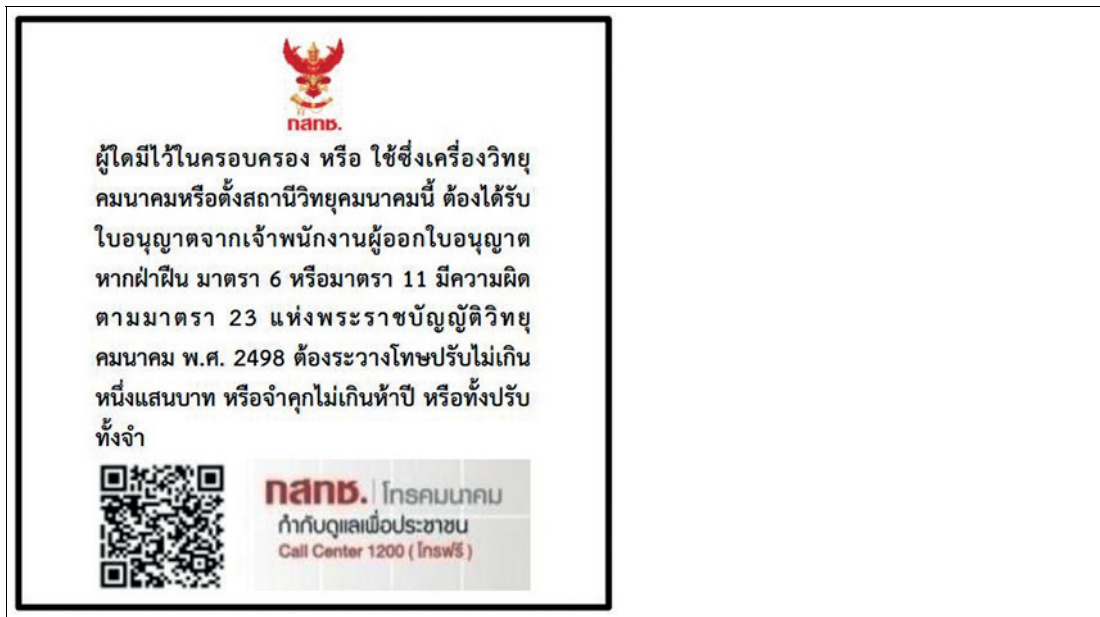 กสทช.
ผู้ใดมีไว้ในครอบครอง หรือ ใช้ซึ่งเครื่องวิทยุ
คมนาคมหรือตั้งสถานีวิทยุคมนาคมนี้ ต้องได้รับ
ใบอนุญาตจากเจ้าพนักงานผู้ออกใบอนุญาต
หากฝ่าฝืน มาตรา 6 หรือมาตรา 11 มีความผิด
ตามมาตรา 23 แห่งพระราชบัญญัติวิทยุ
คมนาคม พ.ศ. 2498 ต้องระวางโทษปรับไม่เกิน
หนึ่งแสนบาท หรือจำคุกไม่เกินห้าปี หรือทั้งปรับ
ทั้งจำ
กสทช. โทรคมนาคม
กำกับดูแลเพื่อประชาชน
Call Center 1200 ( โทรฟรี )